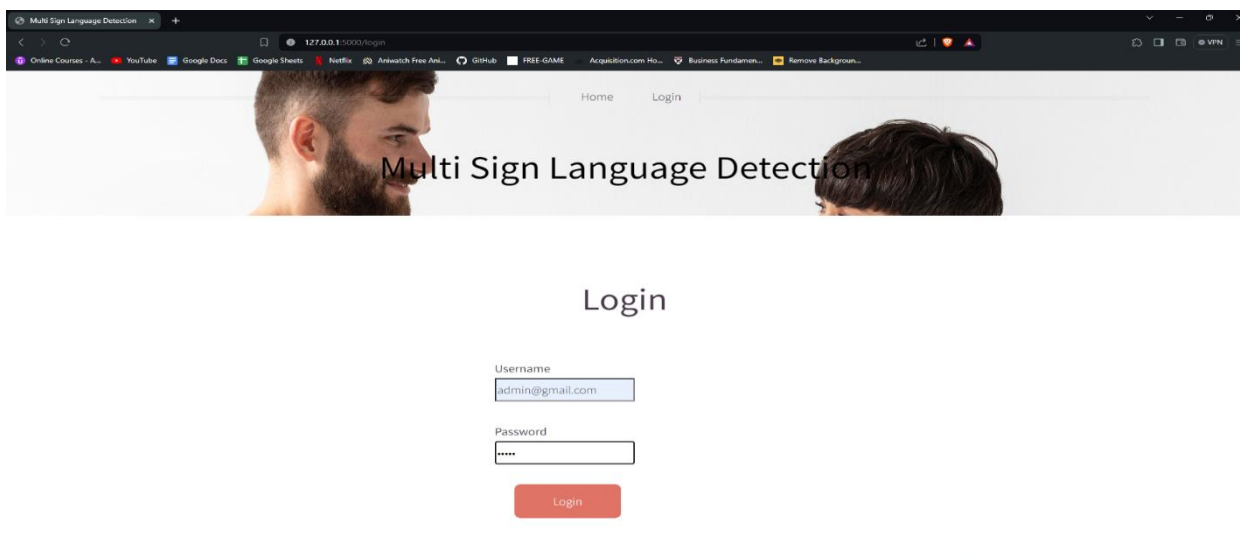 Multi Sign Language Detection
127.0.0.1:5000/login
VPN
Online Courses - A... YouTube Google Docs Google Sheets Netflix Aniwatch Free Ani... GitHub FREE-GAME Acquisition.com Ho... Business Fundamen... Remove Backgroun...
Home Login
Multi Sign Language Detection
Login
Username
admin@gmail.com
Password
Login